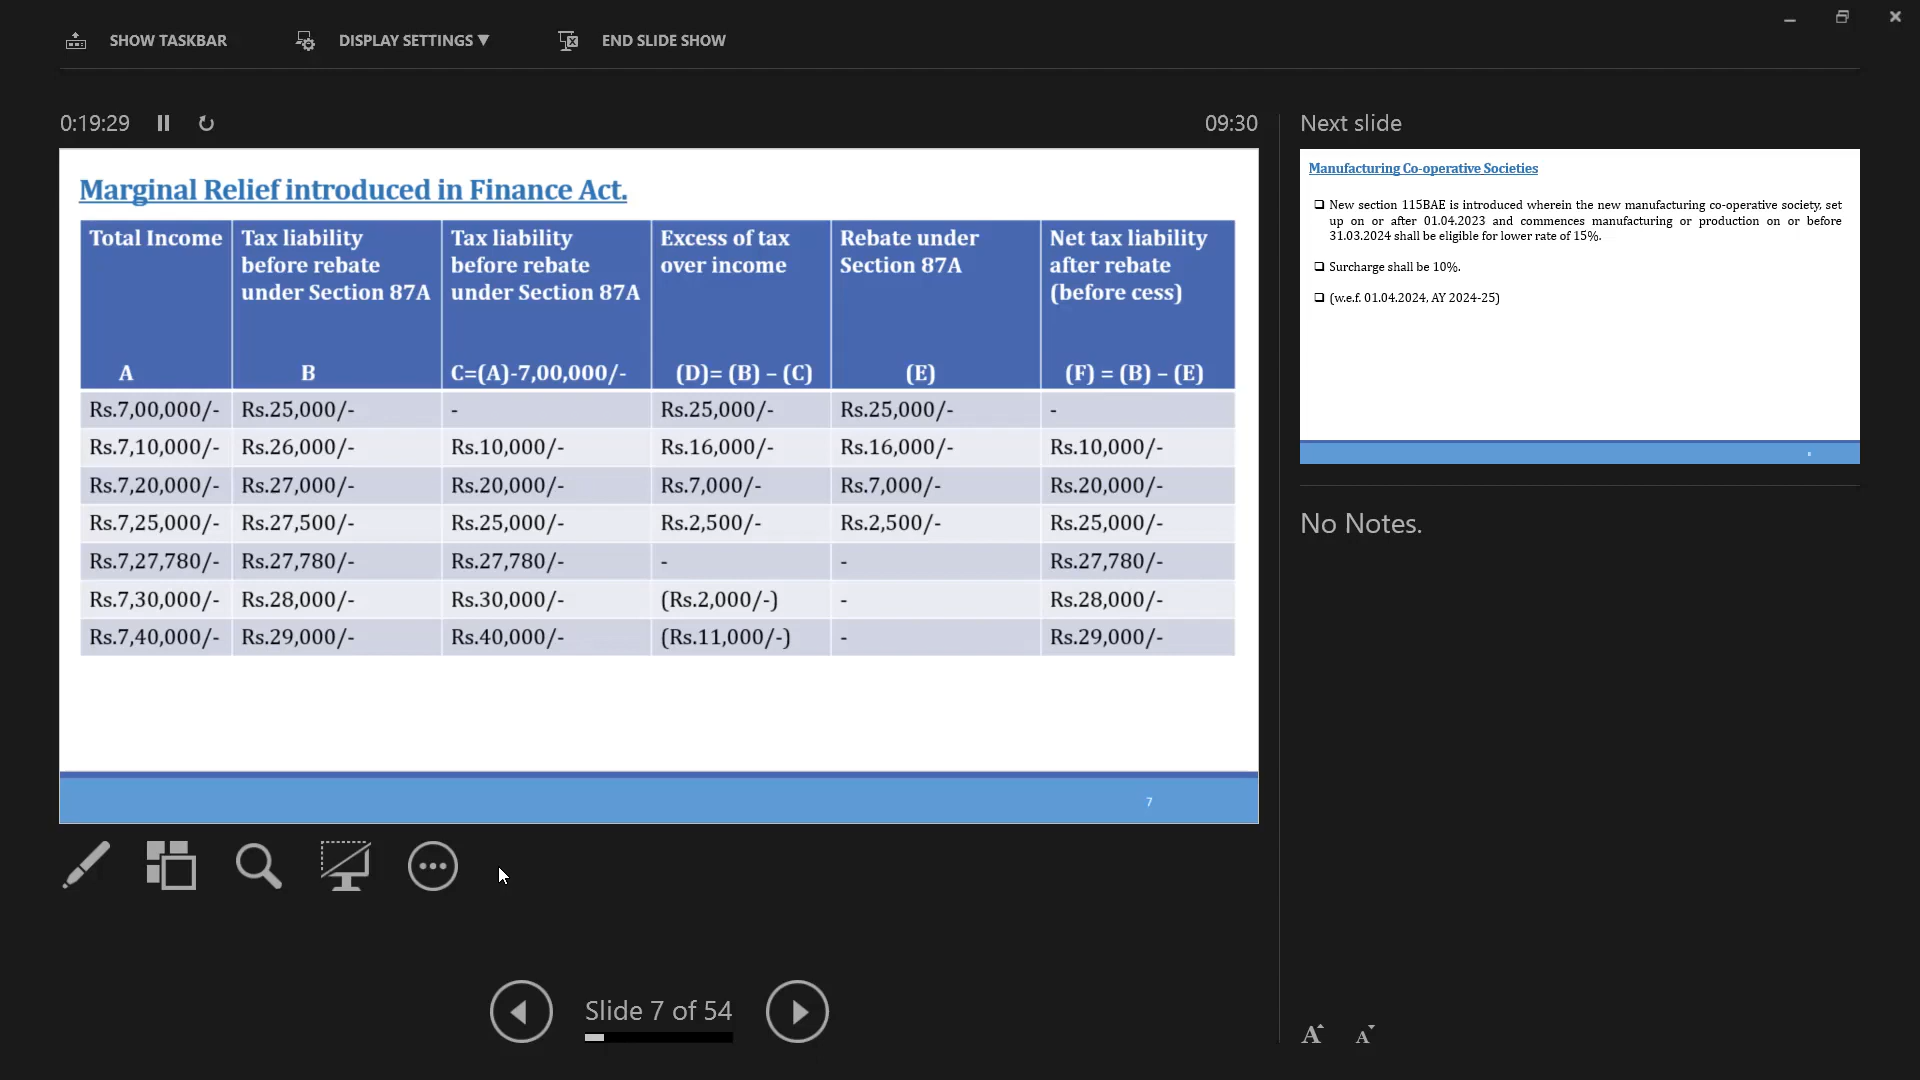 SHOW TASKBAR DISPLAY SETTINGS ▼ END SLIDE SHOW
0:19:29 09:30 Next slide
Marginal Relief introduced in Finance Act.
Total Income | Tax liability before rebate under Section 87A | Tax liability before rebate under Section 87A | Excess of tax over income | Rebate under Section 87A | Net tax liability after rebate (before cess)
A | B | C=(A)-7,00,000/- | (D)= (B) – (C) | (E) | (F) = (B) – (E)
Rs.7,00,000/- | Rs.25,000/- | - | Rs.25,000/- | Rs.25,000/- | -
Rs.7,10,000/- | Rs.26,000/- | Rs.10,000/- | Rs.16,000/- | Rs.16,000/- | Rs.10,000/-
Rs.7,20,000/- | Rs.27,000/- | Rs.20,000/- | Rs.7,000/- | Rs.7,000/- | Rs.20,000/-
Rs.7,25,000/- | Rs.27,500/- | Rs.25,000/- | Rs.2,500/- | Rs.2,500/- | Rs.25,000/-
Rs.7,27,780/- | Rs.27,780/- | Rs.27,780/- | - | - | Rs.27,780/-
Rs.7,30,000/- | Rs.28,000/- | Rs.30,000/- | (Rs.2,000/-) | - | Rs.28,000/-
Rs.7,40,000/- | Rs.29,000/- | Rs.40,000/- | (Rs.11,000/-) | - | Rs.29,000/-
7
Slide 7 of 54
Manufacturing Co-operative Societies
❑ New section 115BAE is introduced wherein the new manufacturing co-operative society, set
up on or after 01.04.2023 and commences manufacturing or production on or before
31.03.2024 shall be eligible for lower rate of 15%.
❑ Surcharge shall be 10%.
❑ (w.e.f. 01.04.2024, AY 2024-25)
No Notes.
A A